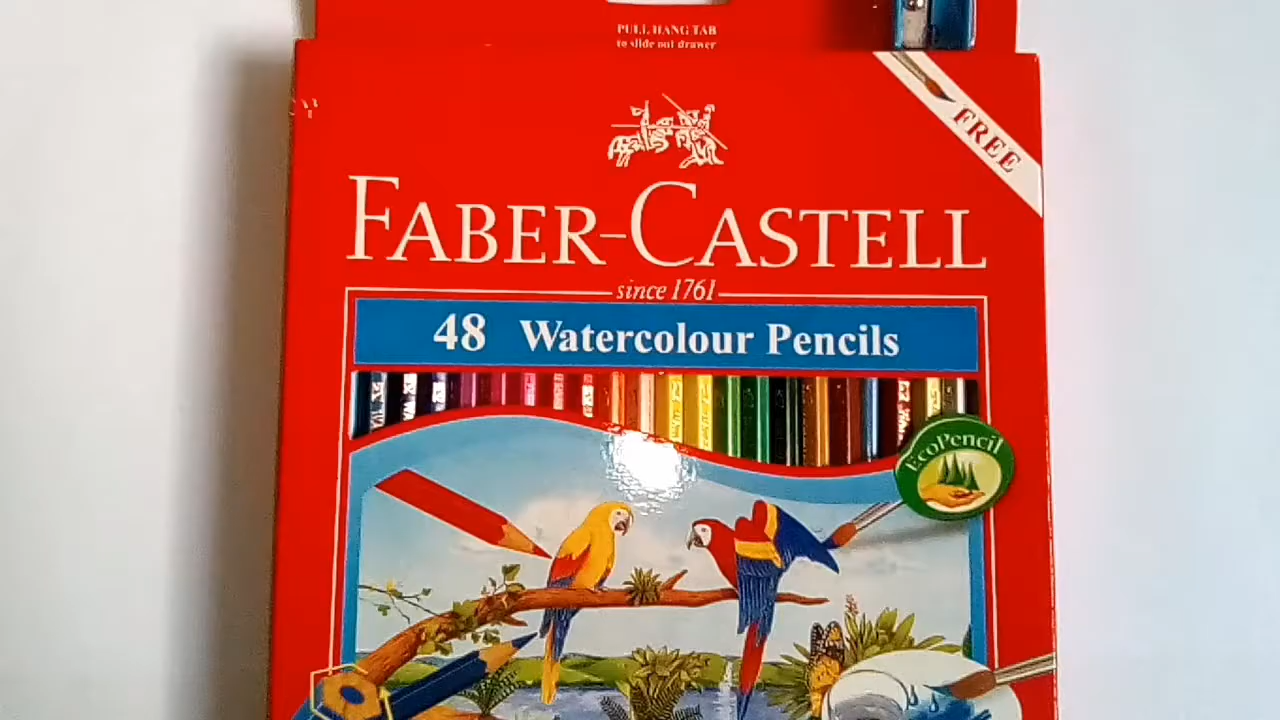 PULL HANG TAB
to slide out drawer
FREE
FABER-CASTELL
since 1761
48 Watercolour Pencils
EcoPencil